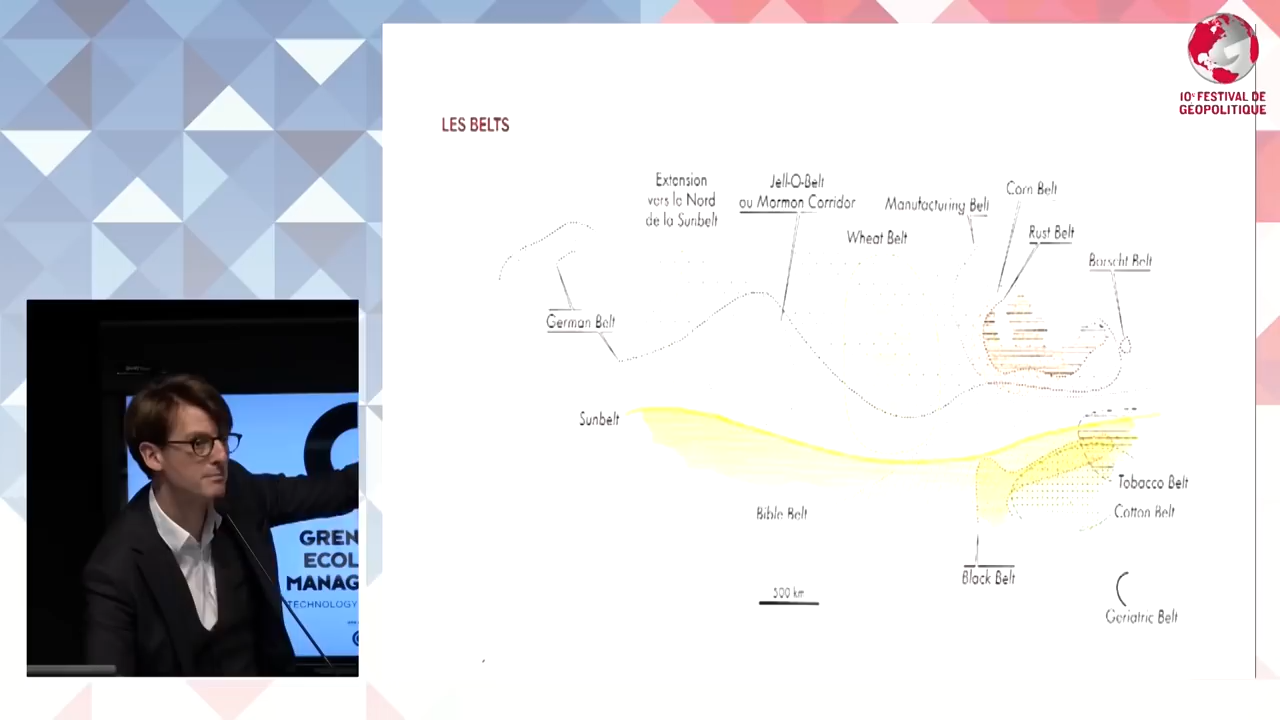 10e FESTIVAL DE
GÉOPOLITIQUE
LES BELTS
Extension
vers le Nord
de la Sunbelt
Jell-O-Belt
ou Mormon Corridor
Manufacturing Belt
Corn Belt
Wheat Belt
Rust Belt
Borscht Belt
German Belt
Sunbelt
Tobacco Belt
Cotton Belt
Bible Belt
Black Belt
500 km
Geriatric Belt
GREN
ECOL
MANAG
TECHNOLOGY